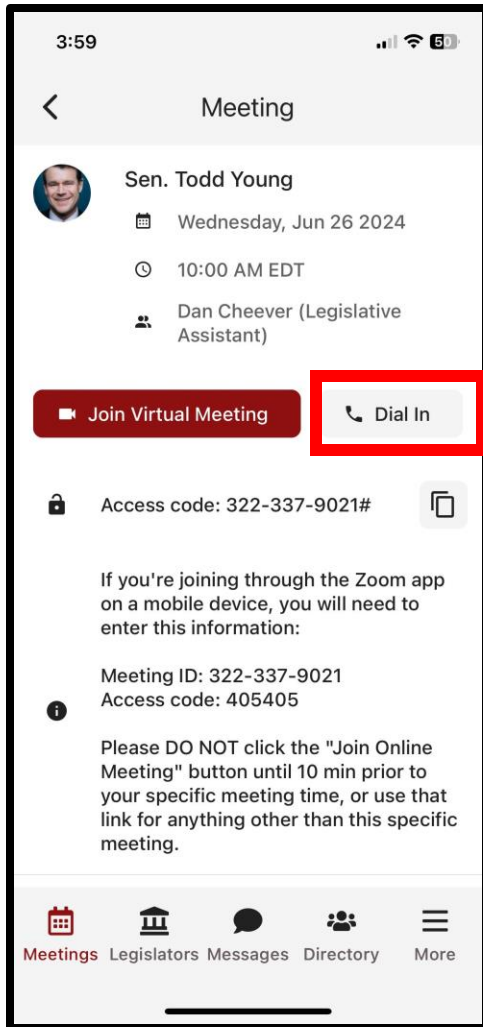 3:59
50
Meeting
Sen. Todd Young
Wednesday, Jun 26 2024
10:00 AM EDT
Dan Cheever (Legislative
Assistant)
Join Virtual Meeting
Dial In
Access code: 322-337-9021#
If you're joining through the Zoom app
on a mobile device, you will need to
enter this information:
Meeting ID: 322-337-9021
Access code: 405405
Please DO NOT click the "Join Online
Meeting" button until 10 min prior to
your specific meeting time, or use that
link for anything other than this specific
meeting.
Meetings Legislators Messages Directory More